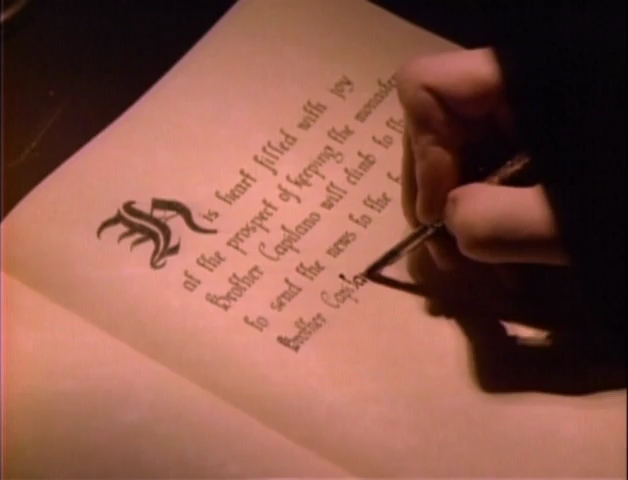 His heart filled with joy
at the prospect of keeping the
Brother Capilano will climb to
to send the news to the
Brother Capila